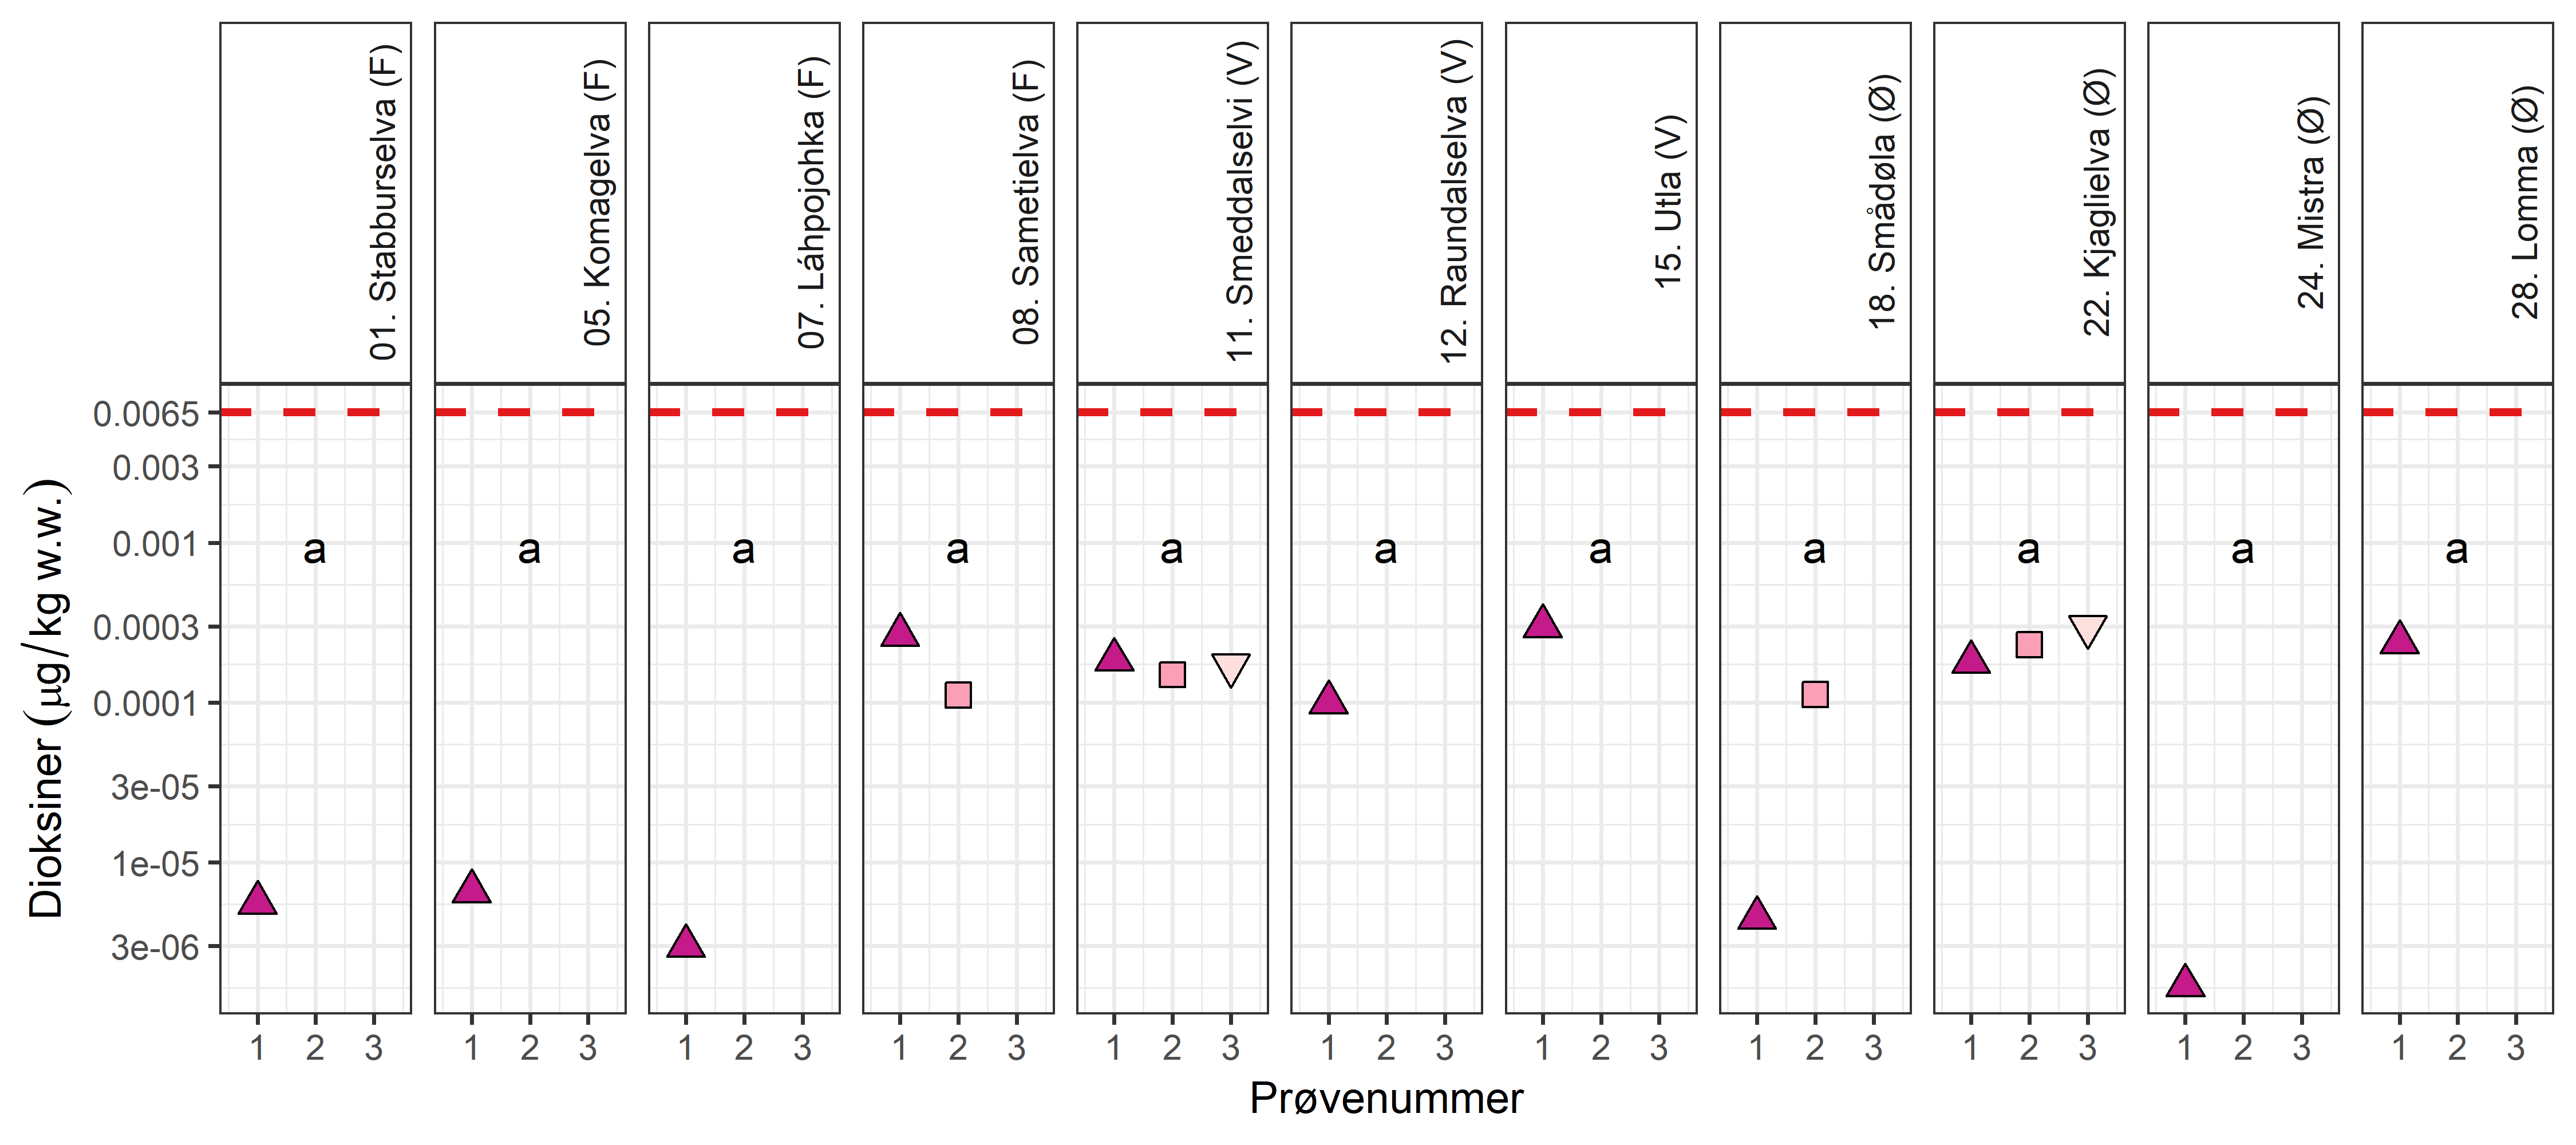 01. Stabburselva (F)
05. Komagelva (F)
07. Láhpojohka (F)
08. Sametielva (F)
11. Smeddalselvi (V)
12. Raundalselva (V)
15. Utla (V)
18. Smådøla (Ø)
22. Kjaglielva (Ø)
24. Mistra (Ø)
28. Lomma (Ø)
Dioksiner (μg/kg w.w.)
0.0065
0.003
0.001
0.0003
0.0001
3e-05
1e-05
3e-06
a a a a a a a a a a a
1 2 3 1 2 3 1 2 3 1 2 3 1 2 3 1 2 3 1 2 3 1 2 3 1 2 3 1 2 3 1 2 3
Prøvenummer